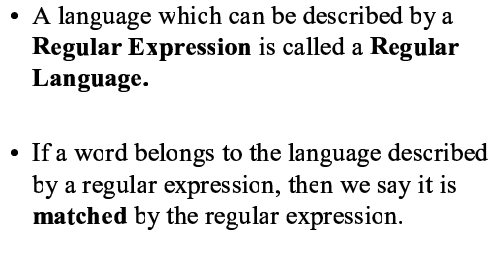 • A language which can be described by a
Regular Expression is called a Regular
Language.
• If a word belongs to the language described
by a regular expression, then we say it is
matched by the regular expression.